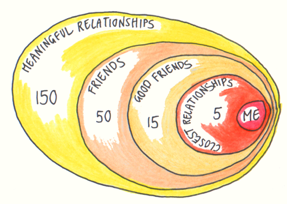 MEANINGFUL RELATIONSHIPS
150
FRIENDS
50
GOOD FRIENDS
15
CLOSEST RELATIONSHIPS
5
ME